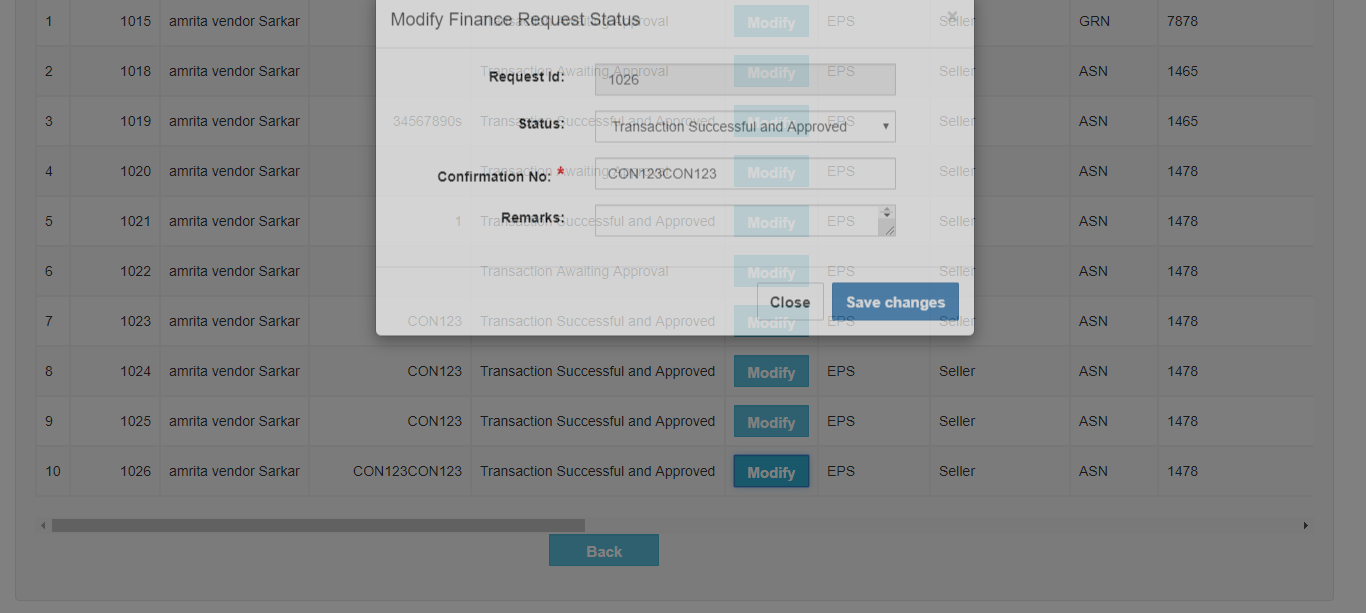 Modify Finance Request Status ×
1 1015 amrita vendor Sarkar Transaction Awaiting Approval Modify EPS Seller GRN 7878
2 1018 amrita vendor Sarkar Transaction Awaiting Approval Modify EPS Seller ASN 1465
Request Id: 1026
3 1019 amrita vendor Sarkar 34567890s Transaction Successful and Approved Modify EPS Seller ASN 1465
Status: Transaction Successful and Approved
4 1020 amrita vendor Sarkar Transaction Awaiting Approval Modify EPS Seller ASN 1478
Confirmation No: * CON123CON123
5 1021 amrita vendor Sarkar 1 Transaction Successful and Approved Modify EPS Seller ASN 1478
Remarks:
6 1022 amrita vendor Sarkar Transaction Awaiting Approval Modify EPS Seller ASN 1478
Close Save changes
7 1023 amrita vendor Sarkar CON123 Transaction Successful and Approved Modify EPS Seller ASN 1478
8 1024 amrita vendor Sarkar CON123 Transaction Successful and Approved Modify EPS Seller ASN 1478
9 1025 amrita vendor Sarkar CON123 Transaction Successful and Approved Modify EPS Seller ASN 1478
10 1026 amrita vendor Sarkar CON123CON123 Transaction Successful and Approved Modify EPS Seller ASN 1478
Back